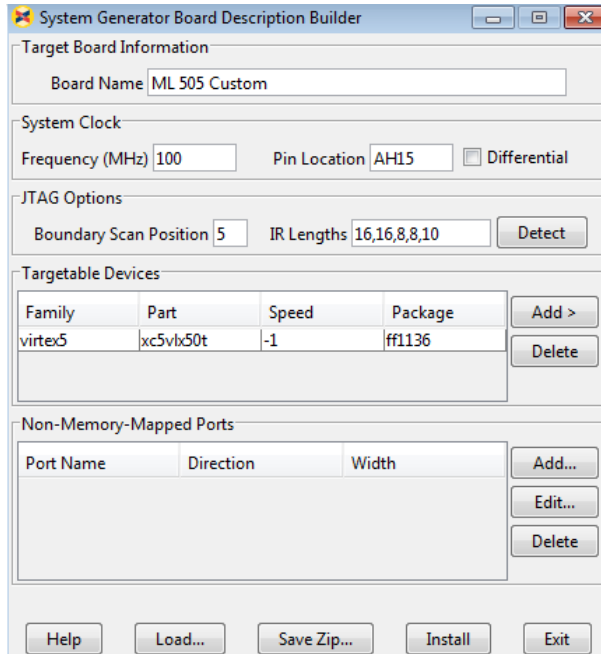 System Generator Board Description Builder
Target Board Information
Board Name ML 505 Custom
System Clock
Frequency (MHz) 100 Pin Location AH15 Differential
JTAG Options
Boundary Scan Position 5 IR Lengths 16,16,8,8,10 Detect
Targetable Devices
Family Part Speed Package Add >
virtex5 xc5vlx50t -1 ff1136
Delete
Non-Memory-Mapped Ports
Port Name Direction Width Add...
Edit...
Delete
Help Load... Save Zip... Install Exit